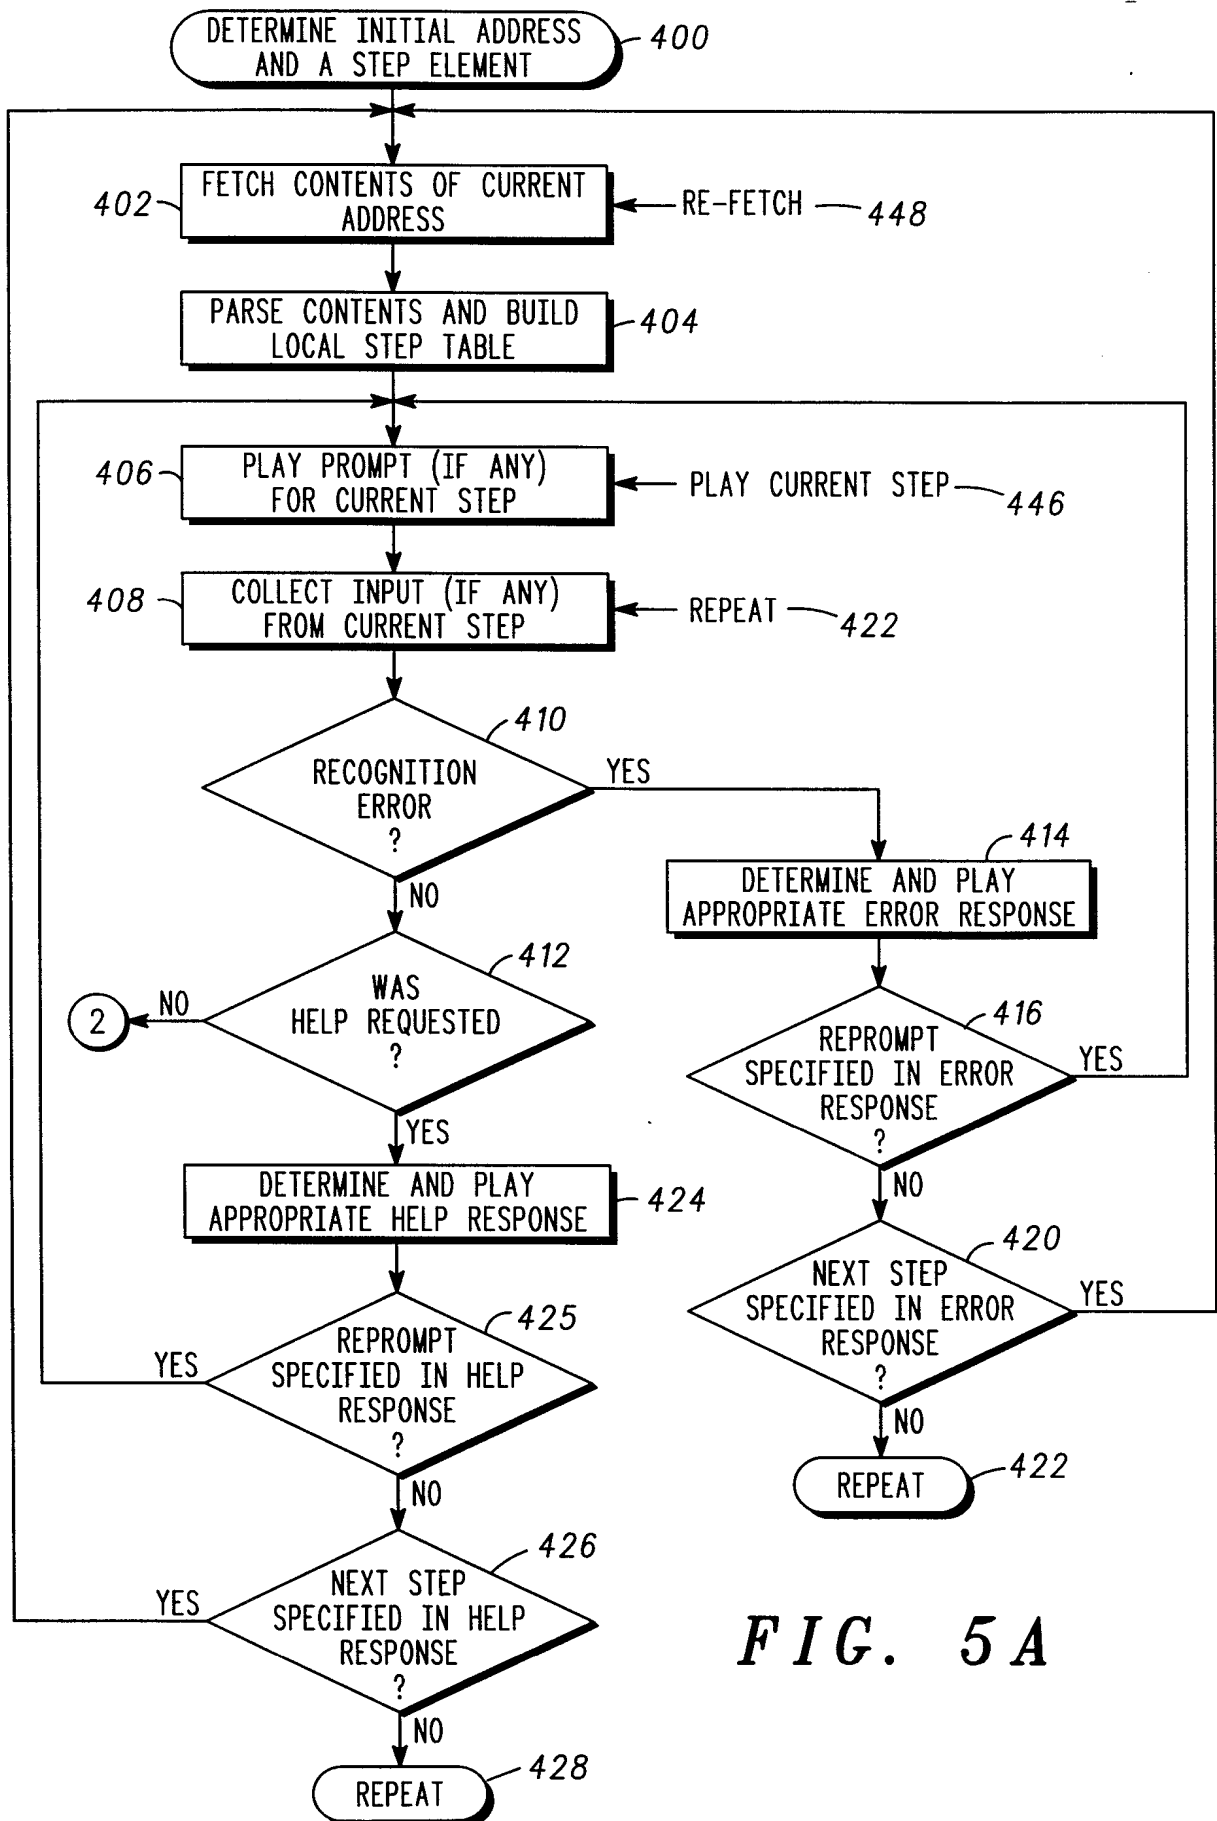 DETERMINE INITIAL ADDRESS
AND A STEP ELEMENT
400
FETCH CONTENTS OF CURRENT
ADDRESS
402
RE-FETCH
448
PARSE CONTENTS AND BUILD
LOCAL STEP TABLE
404
PLAY PROMPT (IF ANY)
FOR CURRENT STEP
406
PLAY CURRENT STEP
446
COLLECT INPUT (IF ANY)
FROM CURRENT STEP
408
REPEAT
422
410
RECOGNITION
ERROR
?
YES
NO
414
DETERMINE AND PLAY
APPROPRIATE ERROR RESPONSE
412
WAS
HELP REQUESTED
?
NO
2
YES
416
REPROMPT
SPECIFIED IN ERROR
RESPONSE
?
YES
NO
DETERMINE AND PLAY
APPROPRIATE HELP RESPONSE
424
420
NEXT STEP
SPECIFIED IN ERROR
RESPONSE
?
YES
NO
425
REPROMPT
SPECIFIED IN HELP
RESPONSE
?
YES
NO
REPEAT
422
426
NEXT STEP
SPECIFIED IN HELP
RESPONSE
?
YES
NO
REPEAT
428
FIG. 5A